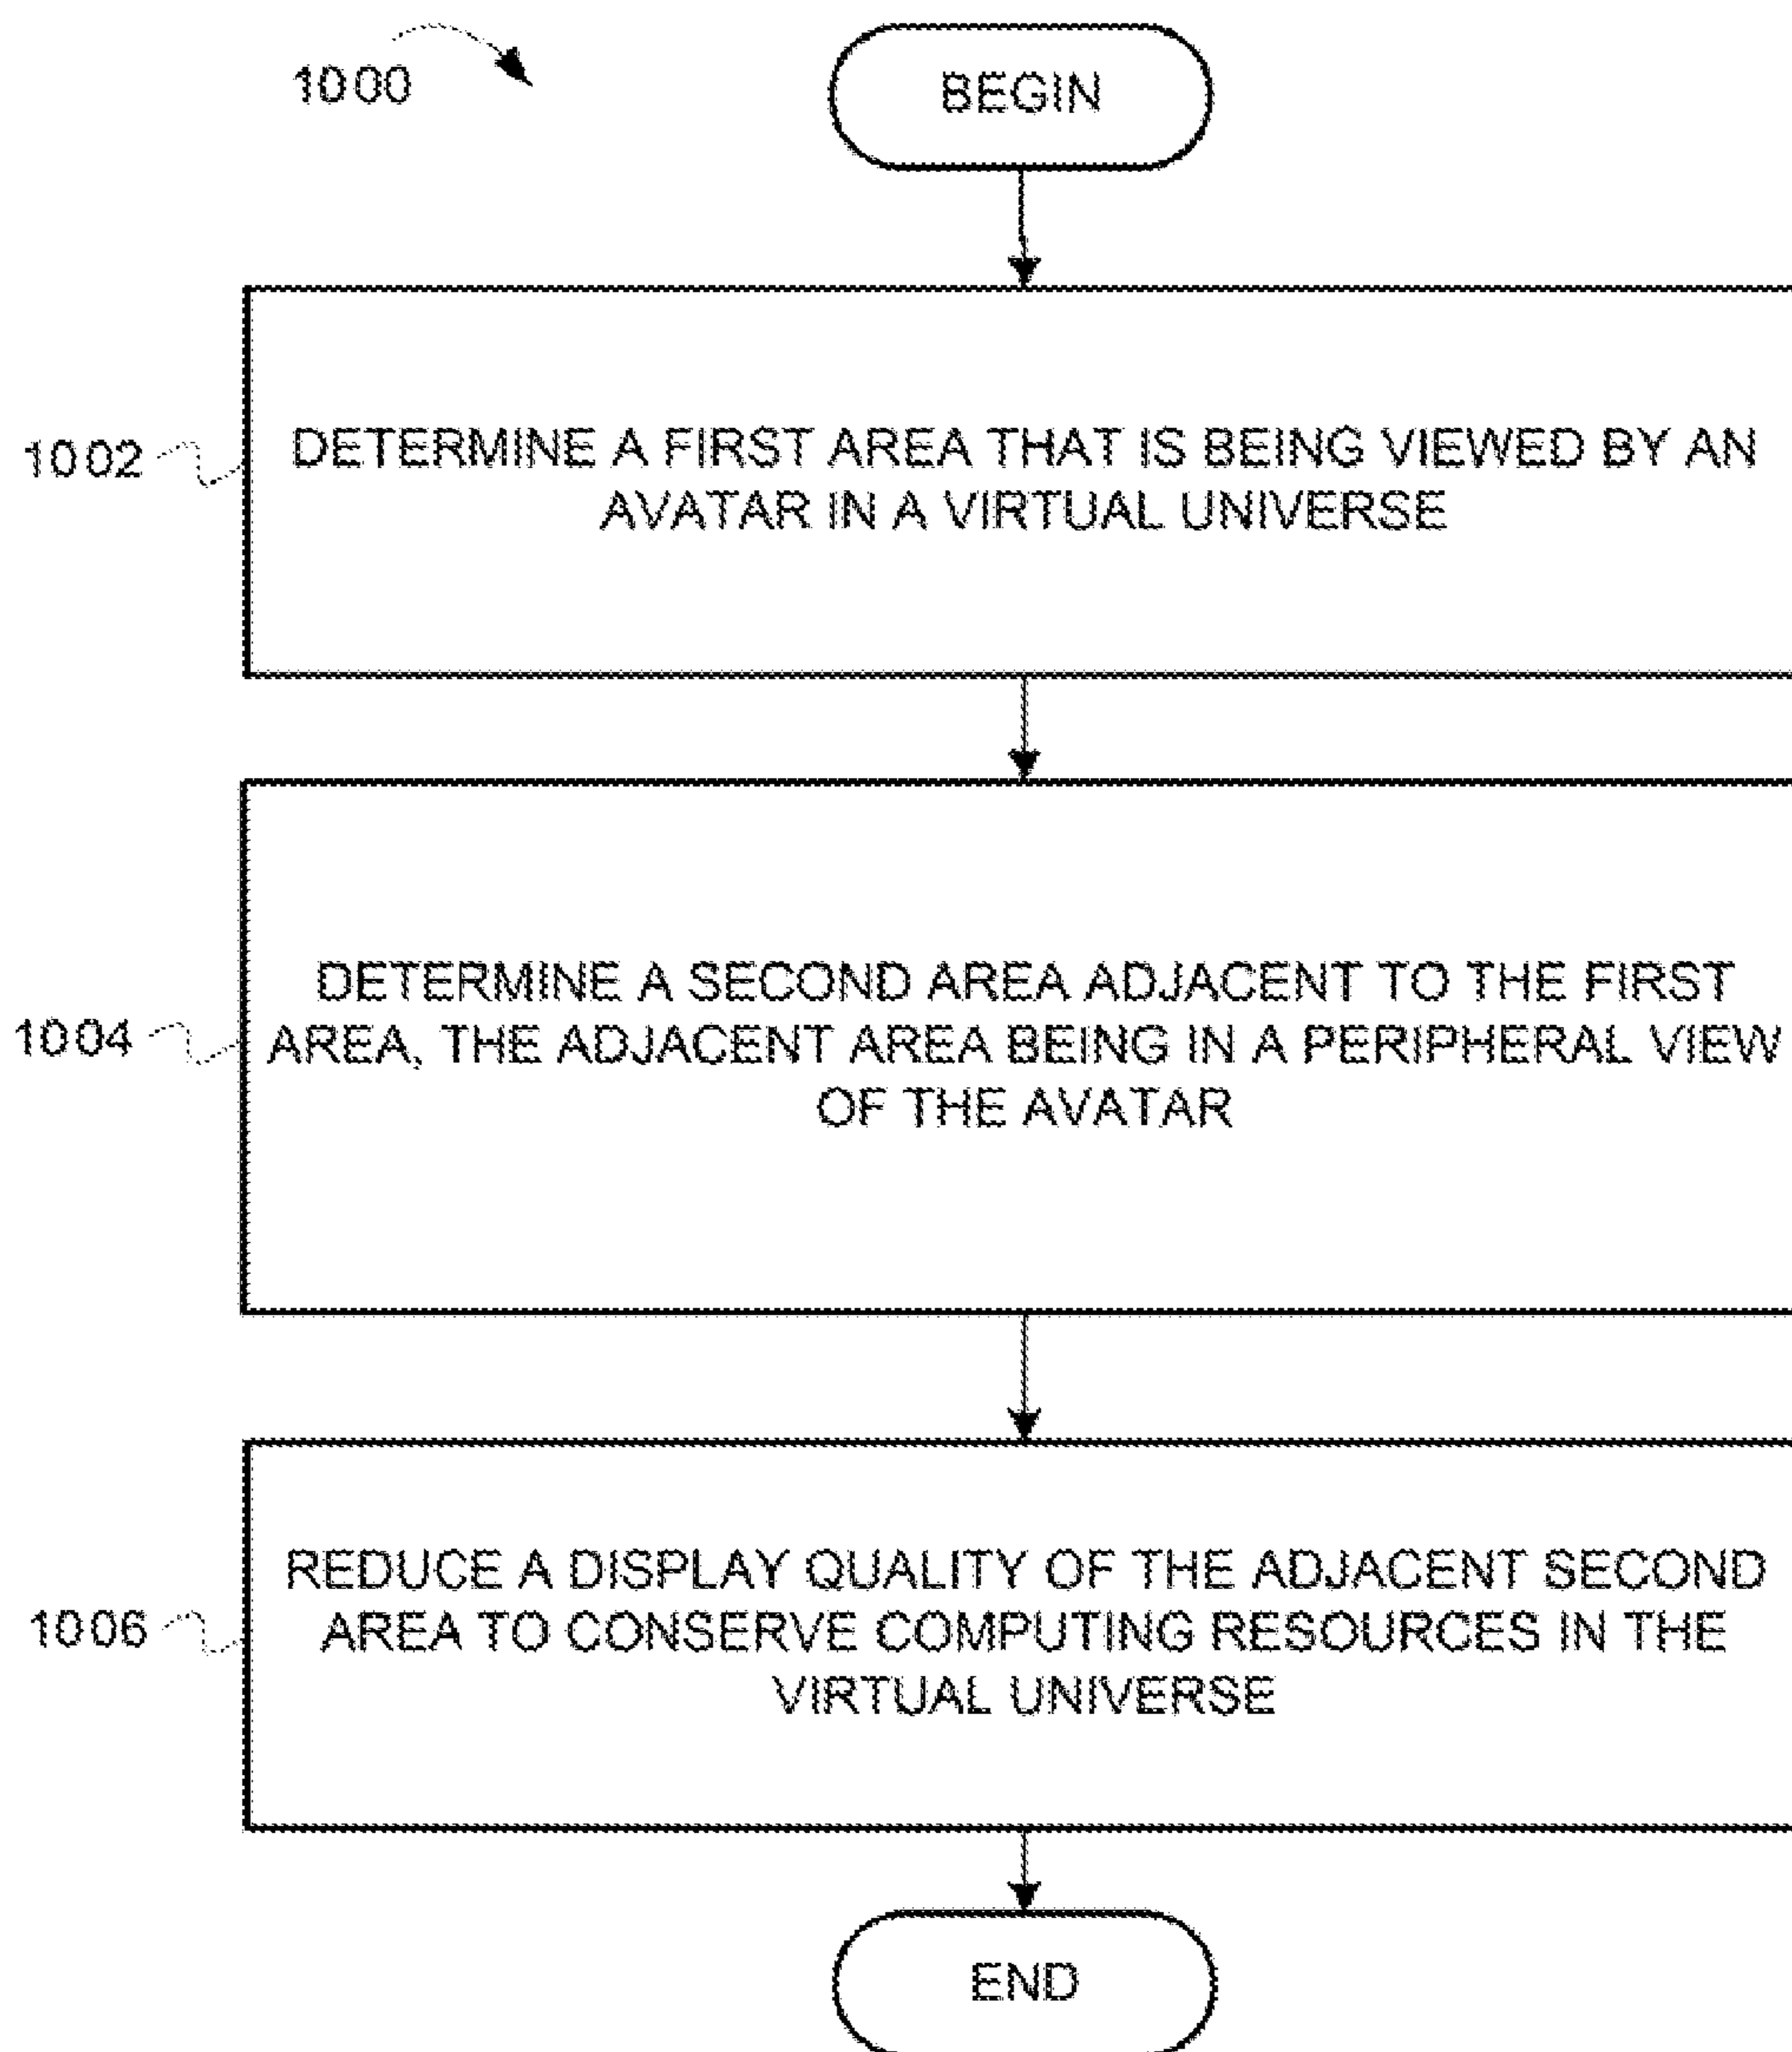 1000
BEGIN
1002
DETERMINE A FIRST AREA THAT IS BEING VIEWED BY AN
AVATAR IN A VIRTUAL UNIVERSE
1004
DETERMINE A SECOND AREA ADJACENT TO THE FIRST
AREA, THE ADJACENT AREA BEING IN A PERIPHERAL VIEW
OF THE AVATAR
1006
REDUCE A DISPLAY QUALITY OF THE ADJACENT SECOND
AREA TO CONSERVE COMPUTING RESOURCES IN THE
VIRTUAL UNIVERSE
END